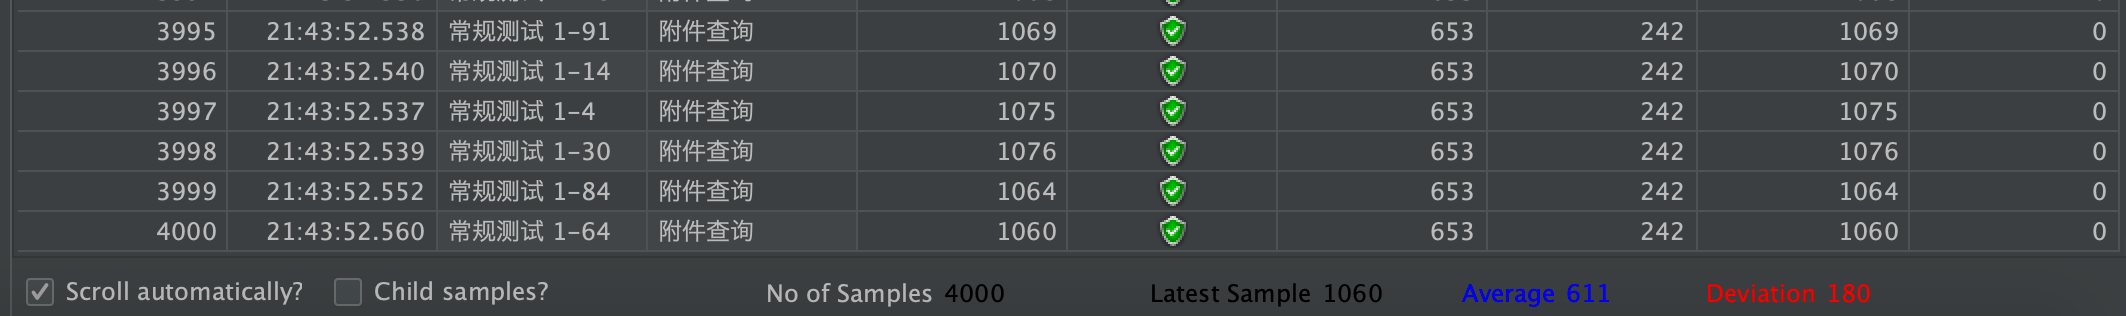 3995 21:43:52.538 常规测试 1-91 附件查询 1069 653 242 1069 0
3996 21:43:52.540 常规测试 1-14 附件查询 1070 653 242 1070 0
3997 21:43:52.537 常规测试 1-4 附件查询 1075 653 242 1075 0
3998 21:43:52.539 常规测试 1-30 附件查询 1076 653 242 1076 0
3999 21:43:52.552 常规测试 1-84 附件查询 1064 653 242 1064 0
4000 21:43:52.560 常规测试 1-64 附件查询 1060 653 242 1060 0
Scroll automatically? Child samples? No of Samples 4000 Latest Sample 1060 Average 611 Deviation 180